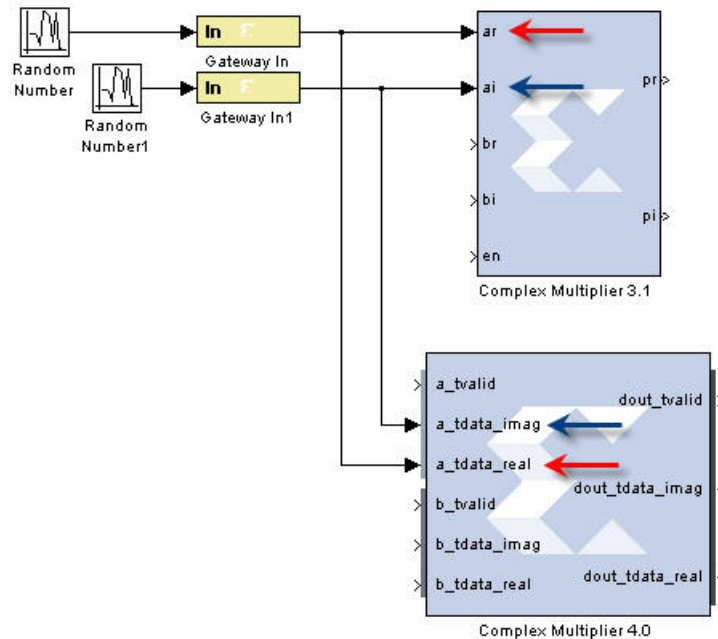 In
Random
Number
Gateway In
In
Random
Number1
Gateway In1
ar
ai
br
bi
en
pr
pi
Complex Multiplier 3.1
a_tvalid
a_tdata_imag
a_tdata_real
b_tvalid
b_tdata_imag
b_tdata_real
dout_tvalid
dout_tdata_imag
dout_tdata_real
Complex Multiplier 4.0